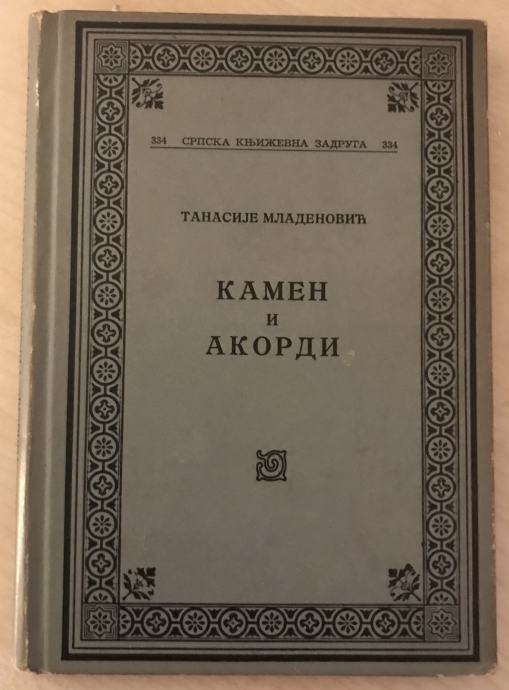 334 СРПСКА КЊИЖЕВНА ЗАДРУГА 334
ТАНАСИЈЕ МЛАДЕНОВИЋ
КАМЕН
И
АКОРДИ